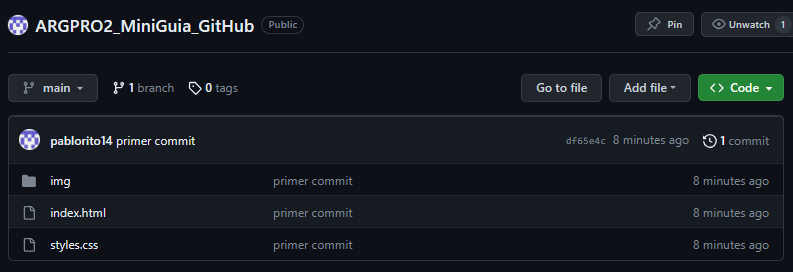 ARGPRO2_MiniGuia_GitHub Public Pin Unwatch 1
main 1 branch 0 tags Go to file Add file <> Code
pablorito14 primer commit df65e4c 8 minutes ago 1 commit
img primer commit 8 minutes ago
index.html primer commit 8 minutes ago
styles.css primer commit 8 minutes ago